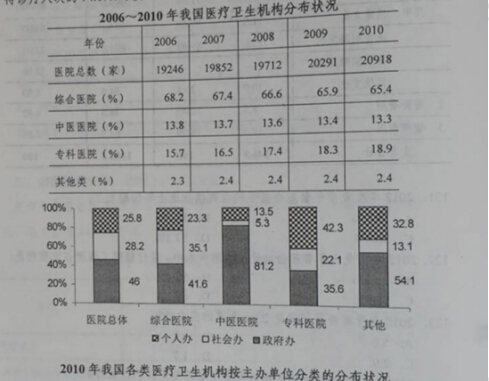 2006～2010年我国医疗卫生机构分布状况
年份 2006 2007 2008 2009 2010
医院总数（家） 19246 19852 19712 20291 20918
综合医院（%） 68.2 67.4 66.6 65.9 65.4
中医医院（%） 13.8 13.7 13.6 13.4 13.3
专科医院（%） 15.7 16.5 17.4 18.3 18.9
其他类（%） 2.3 2.4 2.4 2.4 2.4
100%
80%
60%
40%
20%
0%
25.8 23.3 13.5 42.3 32.8
28.2 35.1 5.3 22.1 13.1
46 41.6 81.2 35.6 54.1
医院总体 综合医院 中医医院 专科医院 其他
个人办 社会办 政府办
2010年我国各类医疗卫生机构按主办单位分类的分布状况